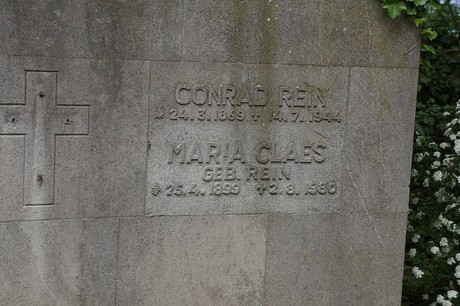 CONRAD REIN
* 24.3.1869 + 14.7.1944
MARIA CLAES
GEB. REIN
* 25.4.1899 + 2.8.1980